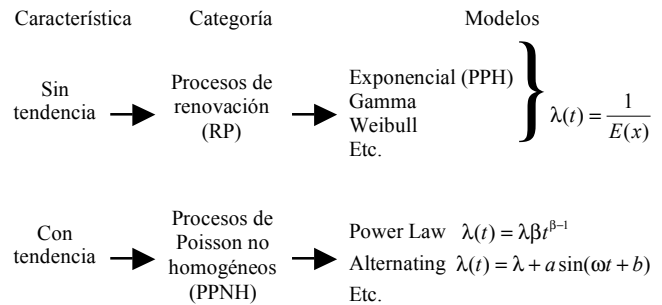 Característica Categoría Modelos
Sin
tendencia
Procesos de
renovación
(RP)
Exponencial (PPH)
Gamma
Weibull
Etc.
λ(t) = 1 / E(x)
Con
tendencia
Procesos de
Poisson no
homogéneos
(PPNH)
Power Law λ(t) = λβt^(β−1)
Alternating λ(t) = λ + a sin(ωt + b)
Etc.